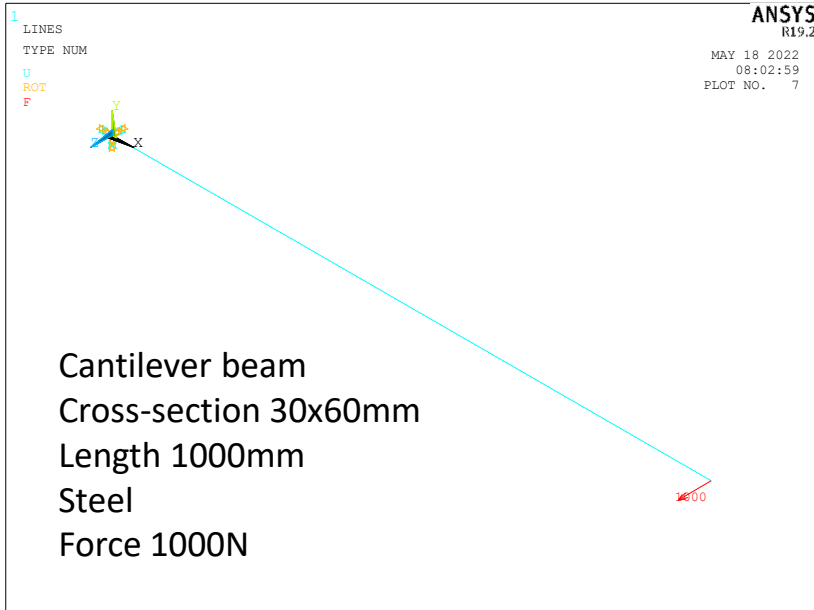 1
LINES
TYPE NUM
U
ROT
F
ANSYS
R19.2
MAY 18 2022
08:02:59
PLOT NO. 7
Y
Z
X
Cantilever beam
Cross-section 30x60mm
Length 1000mm
Steel
Force 1000N
1000